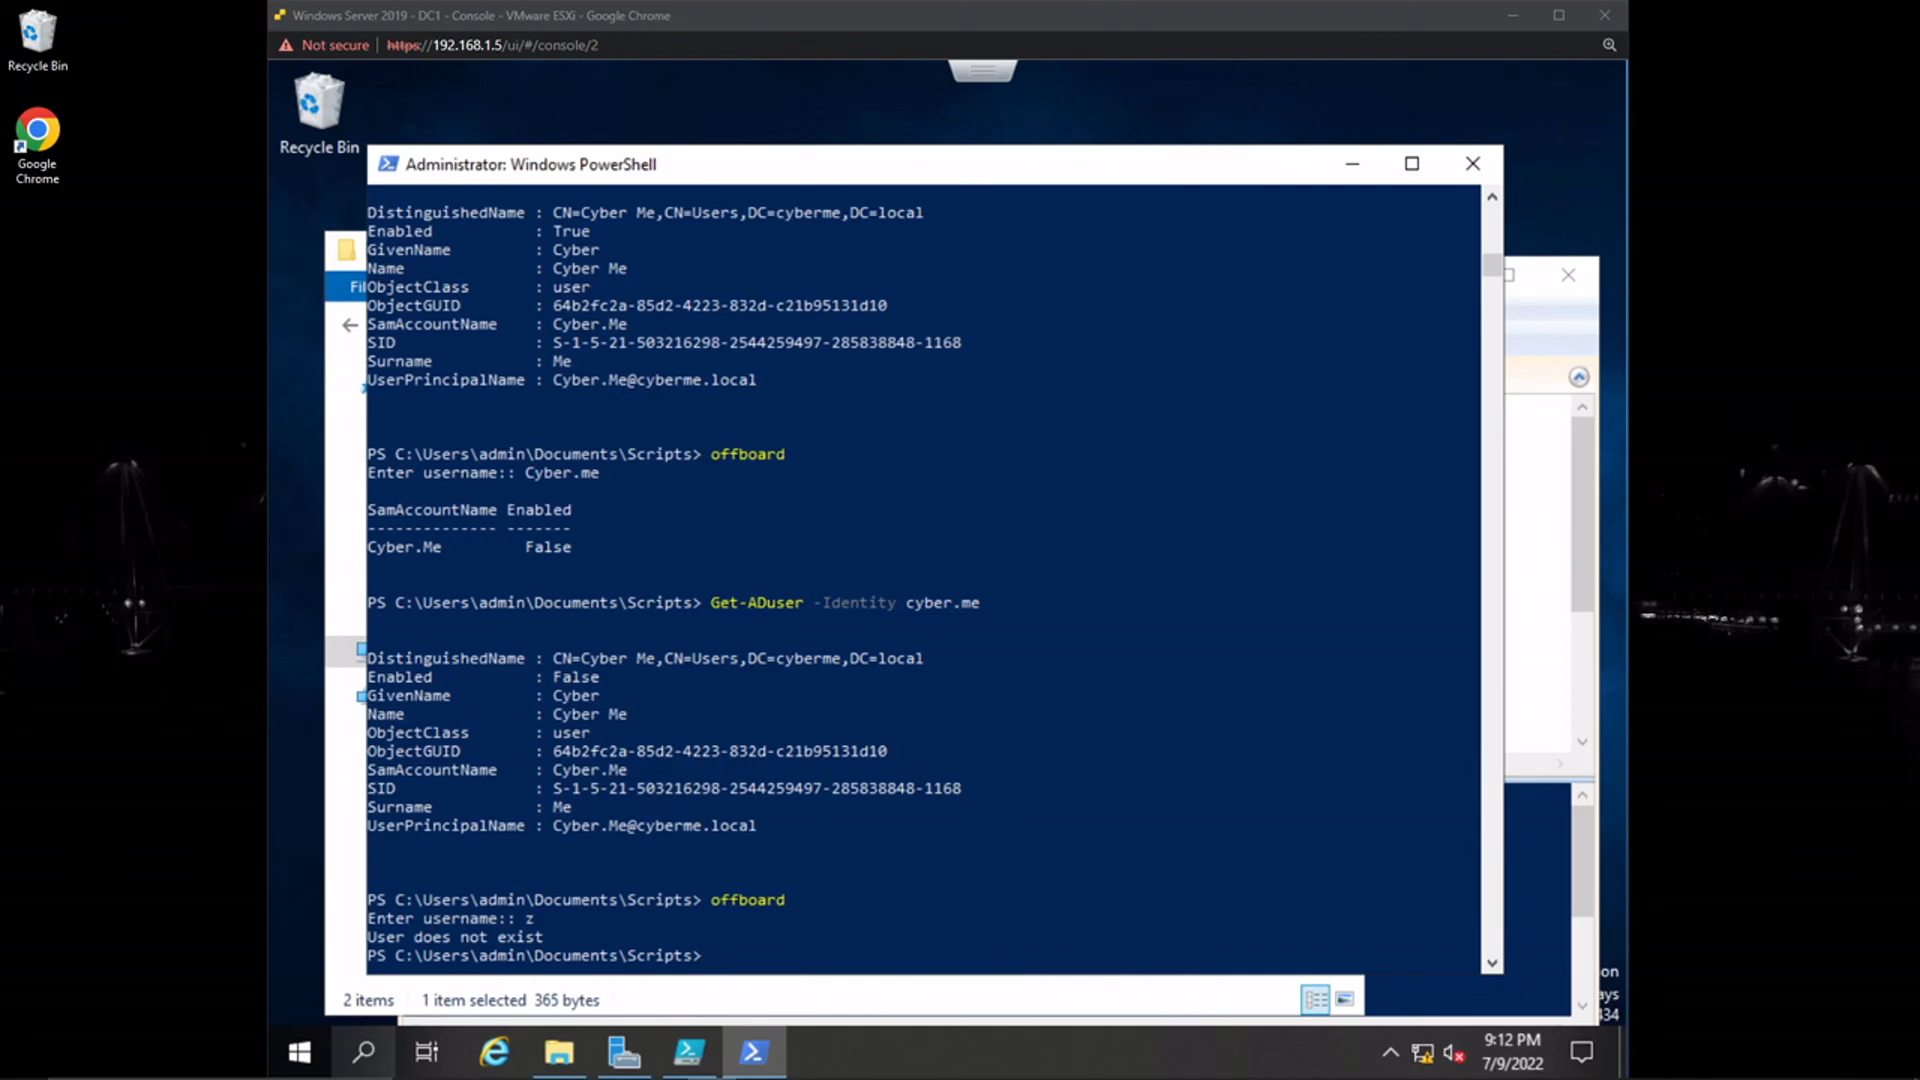 Windows Server 2019 - DC1 - Console - VMware ESXi - Google Chrome
Not secure | https://192.168.1.5/ui/#/console/2
Recycle Bin
Google
Chrome
Recycle Bin
Administrator: Windows PowerShell
DistinguishedName : CN=Cyber Me,CN=Users,DC=cyberme,DC=local
Enabled : True
GivenName : Cyber
Name : Cyber Me
ObjectClass : user
ObjectGUID : 64b2fc2a-85d2-4223-832d-c21b95131d10
SamAccountName : Cyber.Me
SID : S-1-5-21-503216298-2544259497-285838848-1168
Surname : Me
UserPrincipalName : Cyber.Me@cyberme.local
Fil
PS C:\Users\admin\Documents\Scripts> offboard
Enter username:: Cyber.me
SamAccountName Enabled
-------------- -------
Cyber.Me False
PS C:\Users\admin\Documents\Scripts> Get-ADuser -Identity cyber.me
DistinguishedName : CN=Cyber Me,CN=Users,DC=cyberme,DC=local
Enabled : False
GivenName : Cyber
Name : Cyber Me
ObjectClass : user
ObjectGUID : 64b2fc2a-85d2-4223-832d-c21b95131d10
SamAccountName : Cyber.Me
SID : S-1-5-21-503216298-2544259497-285838848-1168
Surname : Me
UserPrincipalName : Cyber.Me@cyberme.local
PS C:\Users\admin\Documents\Scripts> offboard
Enter username:: z
User does not exist
PS C:\Users\admin\Documents\Scripts>
on
ays
434
2 items 1 item selected 365 bytes
9:12 PM
7/9/2022